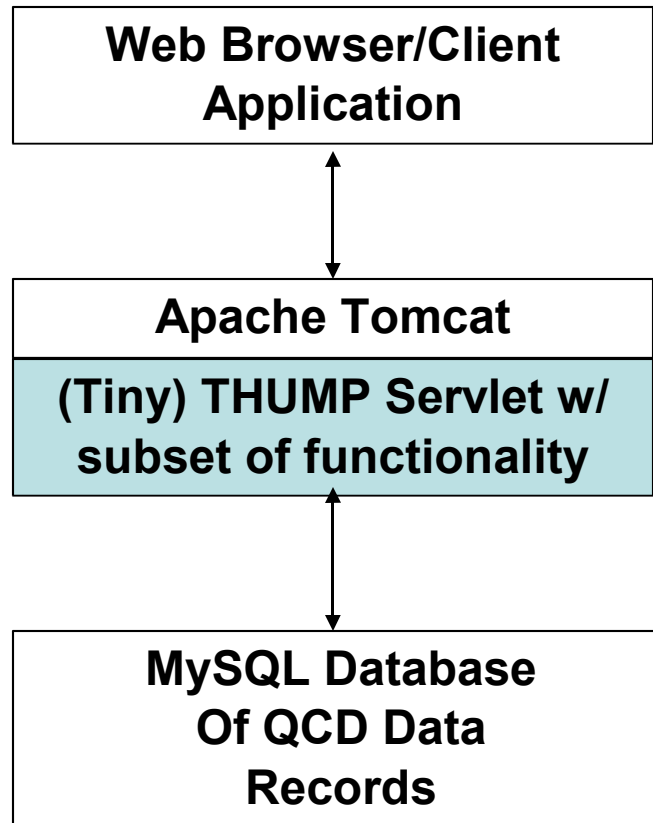 Web Browser/Client
Application
Apache Tomcat
(Tiny) THUMP Servlet w/
subset of functionality
MySQL Database
Of QCD Data
Records